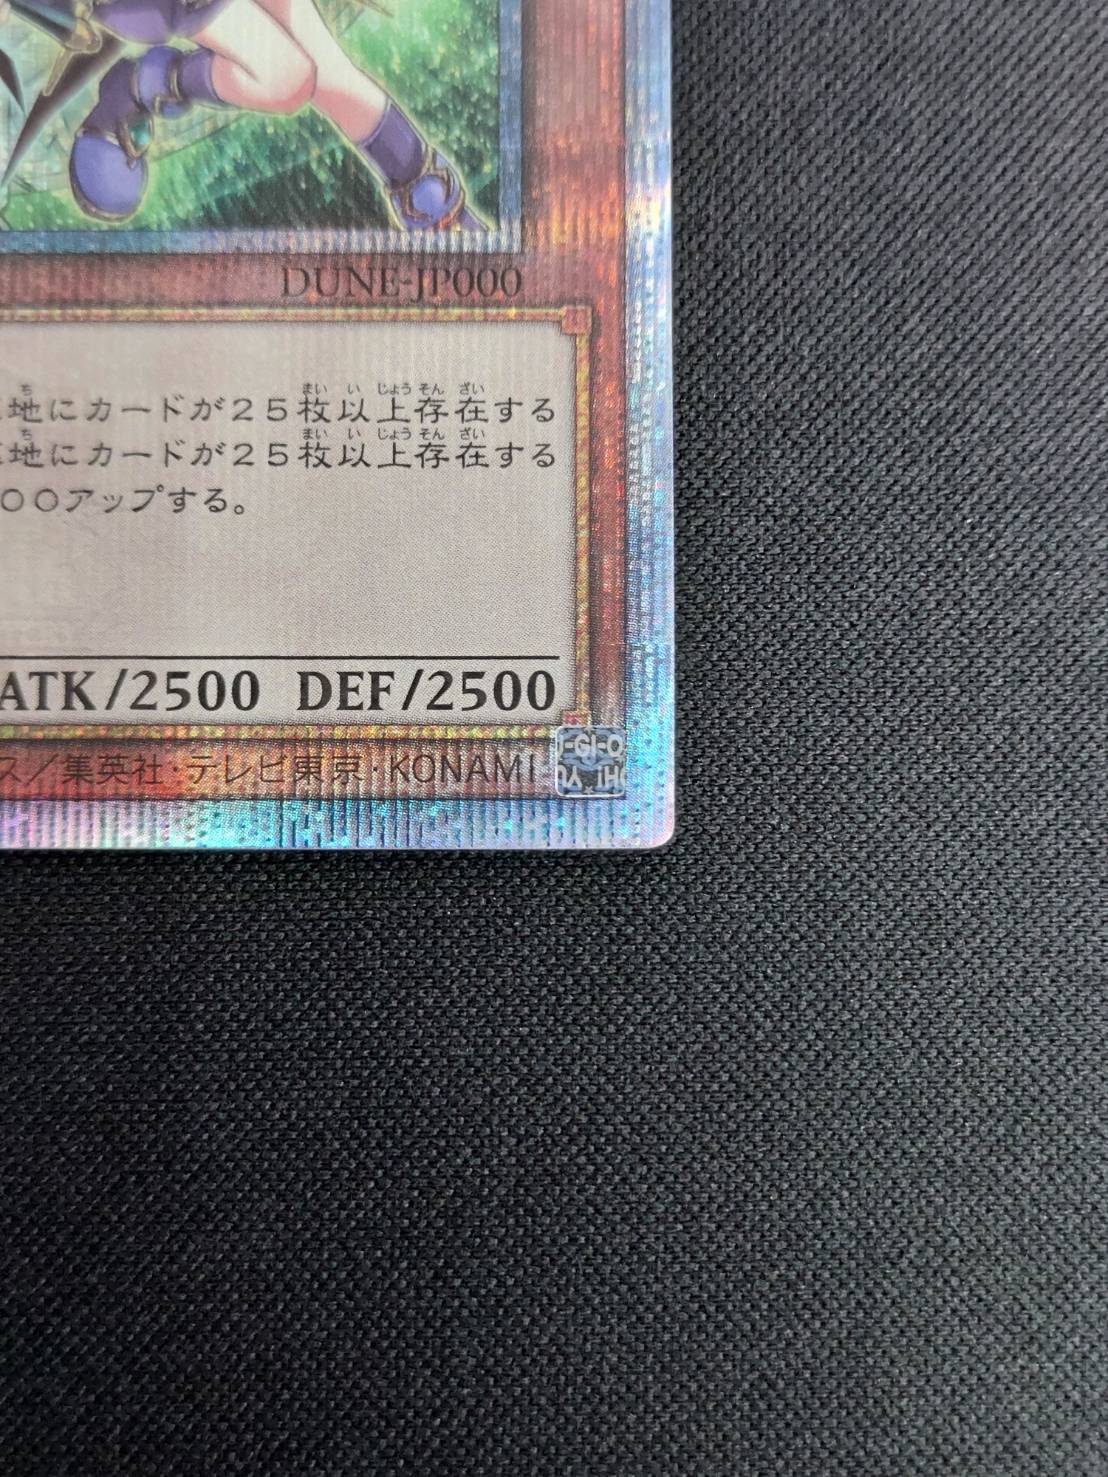 DUNE-JP000
地にカードが25枚以上存在する
地にカードが25枚以上存在する
00アップする。
ATK/2500 DEF/2500
ス／集英社・テレビ東京・KONAMI